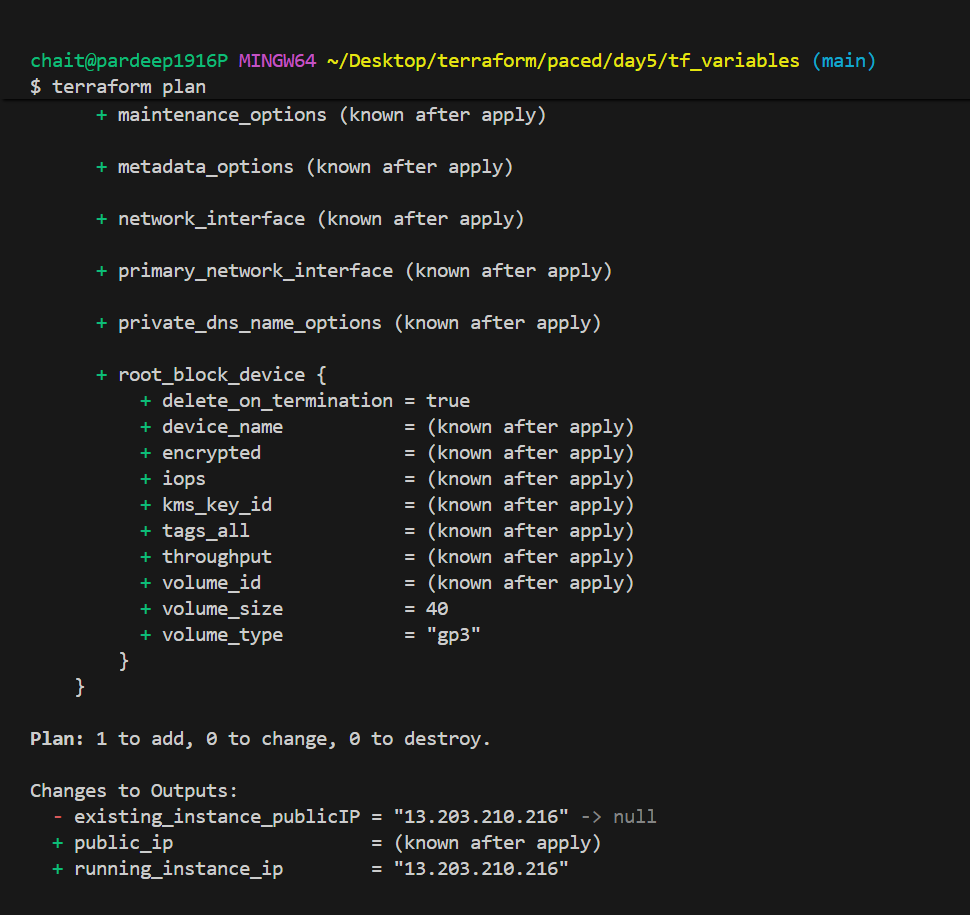 chait@pardeep1916P MINGW64 ~/Desktop/terraform/paced/day5/tf_variables (main)
$ terraform plan
+ maintenance_options (known after apply)
+ metadata_options (known after apply)
+ network_interface (known after apply)
+ primary_network_interface (known after apply)
+ private_dns_name_options (known after apply)
+ root_block_device {
+ delete_on_termination = true
+ device_name = (known after apply)
+ encrypted = (known after apply)
+ iops = (known after apply)
+ kms_key_id = (known after apply)
+ tags_all = (known after apply)
+ throughput = (known after apply)
+ volume_id = (known after apply)
+ volume_size = 40
+ volume_type = "gp3"
}
}
Plan: 1 to add, 0 to change, 0 to destroy.
Changes to Outputs:
- existing_instance_publicIP = "13.203.210.216" -> null
+ public_ip = (known after apply)
+ running_instance_ip = "13.203.210.216"